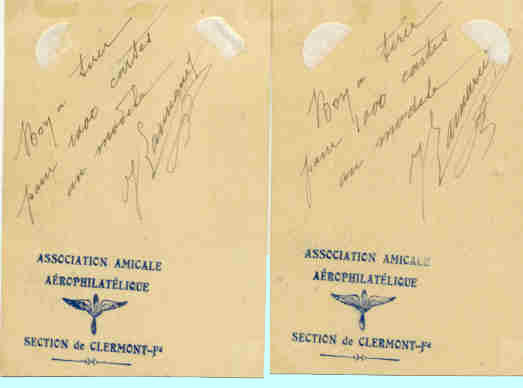 Bon a tirer
pour 1000 cartes
au modèle
ASSOCIATION AMICALE
AÉROPHILATÉLIQUE
SECTION de CLERMONT-Fd
Bon a tirer
pour 1000 cartes
au modèle
ASSOCIATION AMICALE
AÉROPHILATÉLIQUE
SECTION de CLERMONT-Fd